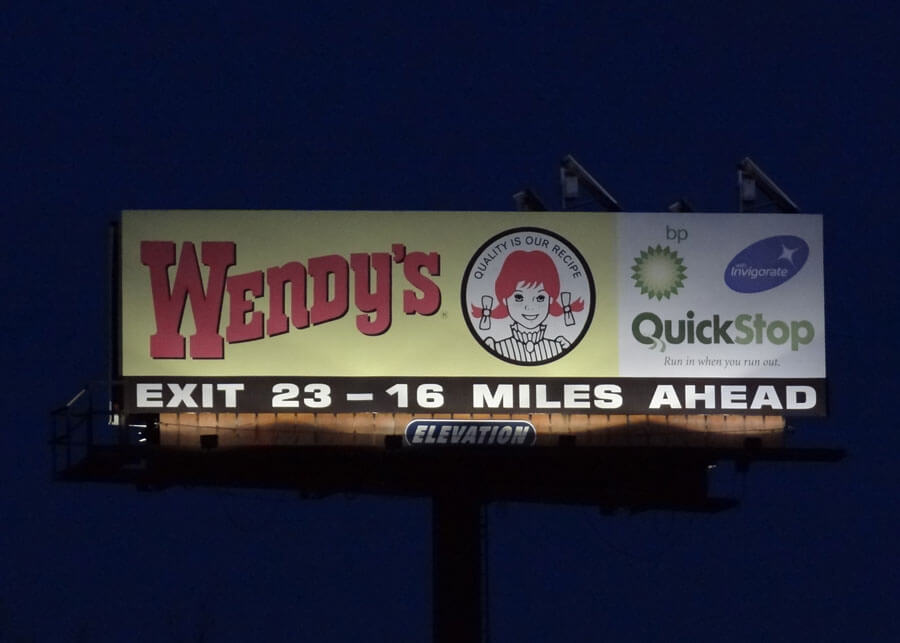 WENDY'S
QUALITY IS OUR RECIPE
bp
with
Invigorate
QuickStop
Run in when you run out.
EXIT 23 – 16 MILES AHEAD
ELEVATION